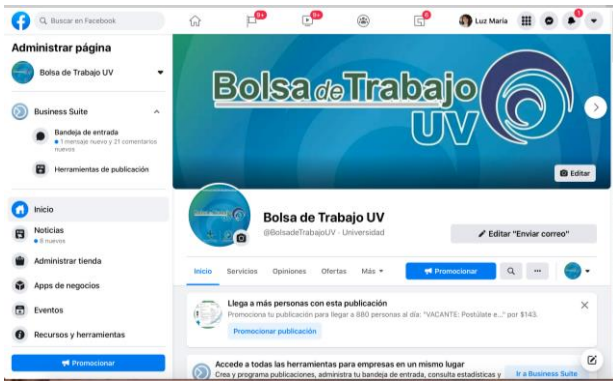 Buscar en Facebook
9+
9+
6
Luz Maria
Administrar página
Bolsa de Trabajo UV
Business Suite
Bandeja de entrada
1 mensaje nuevo y 21 comentarios
nuevos
Herramientas de publicación
Inicio
Noticias
8 nuevos
Administrar tienda
Apps de negocios
Eventos
Recursos y herramientas
Promocionar
Bolsa de Trabajo
UV
Editar
Bolsa de Trabajo UV
@BolsadeTrabajoUV · Universidad
Editar "Enviar correo"
Inicio
Servicios
Opiniones
Ofertas
Más
Promocionar
Llega a más personas con esta publicación
Promociona tu publicación para llegar a 880 personas al día: "VACANTE: Postúlate e..." por $143.
Promocionar publicación
Accede a todas las herramientas para empresas en un mismo lugar
Crea y programa publicaciones, administra tu bandeja de entrada, consulta estadísticas y
Ir a Business Suite